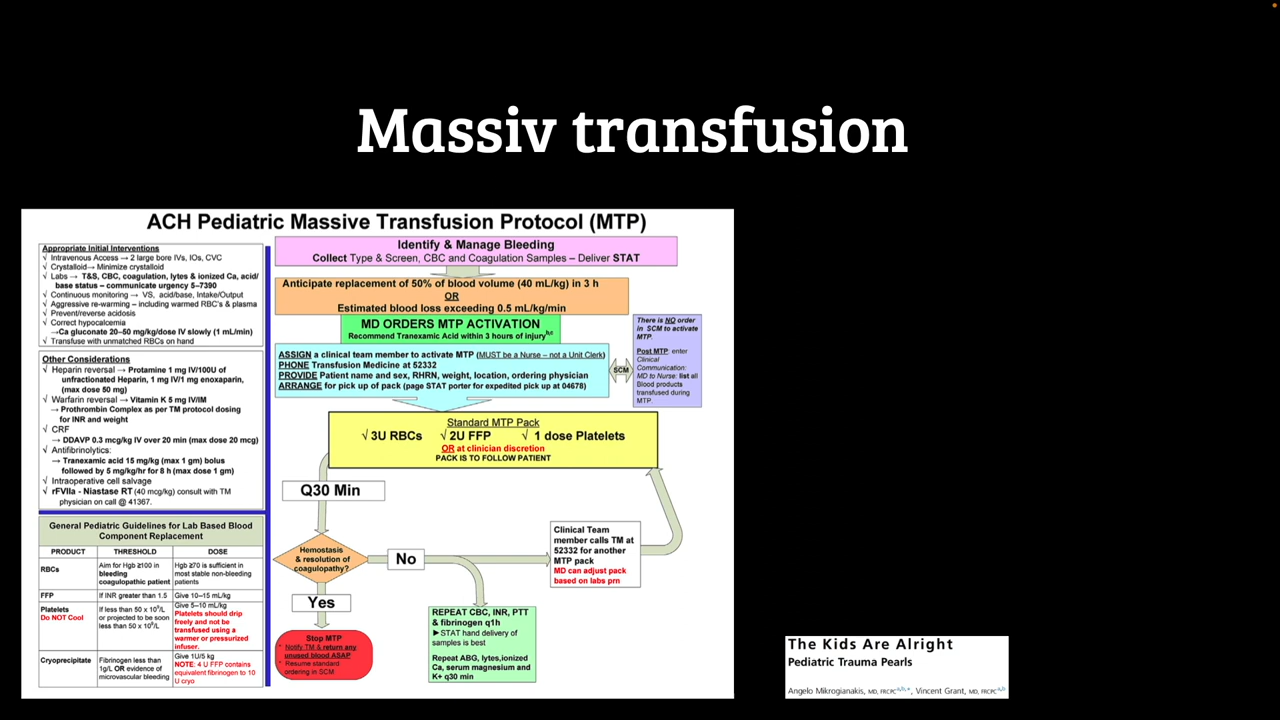 Massiv transfusion
ACH Pediatric Massive Transfusion Protocol (MTP)
Appropriate Initial Interventions
√ Intravenous Access → 2 large bore IVs, IOs, CVC
√ Crystalloid→ Minimize crystalloid
√ Labs → T&S, CBC, coagulation, lytes & ionized Ca, acid/
base status – communicate urgency 5–7390
√ Continuous monitoring → VS, acid/base, Intake/Output
√ Aggressive re-warming – including warmed RBC's & plasma
√ Prevent/reverse acidosis
√ Correct hypocalcemia
→Ca gluconate 20–50 mg/kg/dose IV slowly (1 mL/min)
√ Transfuse with unmatched RBCs on hand
Other Considerations
√ Heparin reversal → Protamine 1 mg IV/100U of
unfractionated Heparin, 1 mg IV/1 mg enoxaparin,
(max dose 50 mg)
√ Warfarin reversal → Vitamin K 5 mg IV/IM
→ Prothrombin Complex as per TM protocol dosing
for INR and weight
√ CRF
→ DDAVP 0.3 mcg/kg IV over 20 min (max dose 20 mcg)
√ Antifibrinolytics:
→ Tranexamic acid 15 mg/kg (max 1 gm) bolus
followed by 5 mg/kg/hr for 8 h (max dose 1 gm)
√ Intraoperative cell salvage
√ rFVIIa - Niastase RT (40 mcg/kg) consult with TM
physician on call @ 41367.
General Pediatric Guidelines for Lab Based Blood
Component Replacement
PRODUCT THRESHOLD DOSE
RBCs
Aim for Hgb ≥100 in
bleeding
coagulopathic patient
Hgb ≥70 is sufficient in
most stable non-bleeding
patients
FFP If INR greater than 1.5 Give 10–15 mL/kg
Platelets
Do NOT Cool
If less than 50 x 10⁹/L
or projected to be soon
less than 50 x 10⁹/L
Give 5–10 mL/kg
Platelets should drip
freely and not be
transfused using a
warmer or pressurized
infuser.
Cryoprecipitate
Fibrinogen less than
1g/L OR evidence of
microvascular bleeding
Give 1U/5 kg
NOTE: 4 U FFP contains
equivalent fibrinogen to 10
U cryo
Identify & Manage Bleeding
Collect Type & Screen, CBC and Coagulation Samples – Deliver STAT
Anticipate replacement of 50% of blood volume (40 mL/kg) in 3 h
OR
Estimated blood loss exceeding 0.5 mL/kg/min
MD ORDERS MTP ACTIVATION
Recommend Tranexamic Acid within 3 hours of injury
ASSIGN a clinical team member to activate MTP (MUST be a Nurse – not a Unit Clerk)
PHONE Transfusion Medicine at 52332
PROVIDE Patient name and sex, RHRN, weight, location, ordering physician
ARRANGE for pick up of pack (page STAT porter for expedited pick up at 04678)
SCM
There is NO order
in SCM to activate
MTP.
Post MTP: enter
Clinical
Communication:
MD to Nurse: list all
Blood products
transfused during
MTP.
Standard MTP Pack
√ 3U RBCs √ 2U FFP √ 1 dose Platelets
OR at clinician discretion
PACK IS TO FOLLOW PATIENT
Q30 Min
Hemostasis
& resolution of
coagulopathy?
No
Yes
Clinical Team
member calls TM at
52332 for another
MTP pack
MD can adjust pack
based on labs prn
Stop MTP
* Notify TM & return any
unused blood ASAP
* Resume standard
ordering in SCM
REPEAT CBC, INR, PTT
& fibrinogen q1h
►STAT hand delivery of
samples is best
Repeat ABG, lytes,ionized
Ca, serum magnesium and
K+ q30 min
The Kids Are Alright
Pediatric Trauma Pearls
Angelo Mikrogianakis, MD, FRCPC a,b,*, Vincent Grant, MD, FRCPC a,b